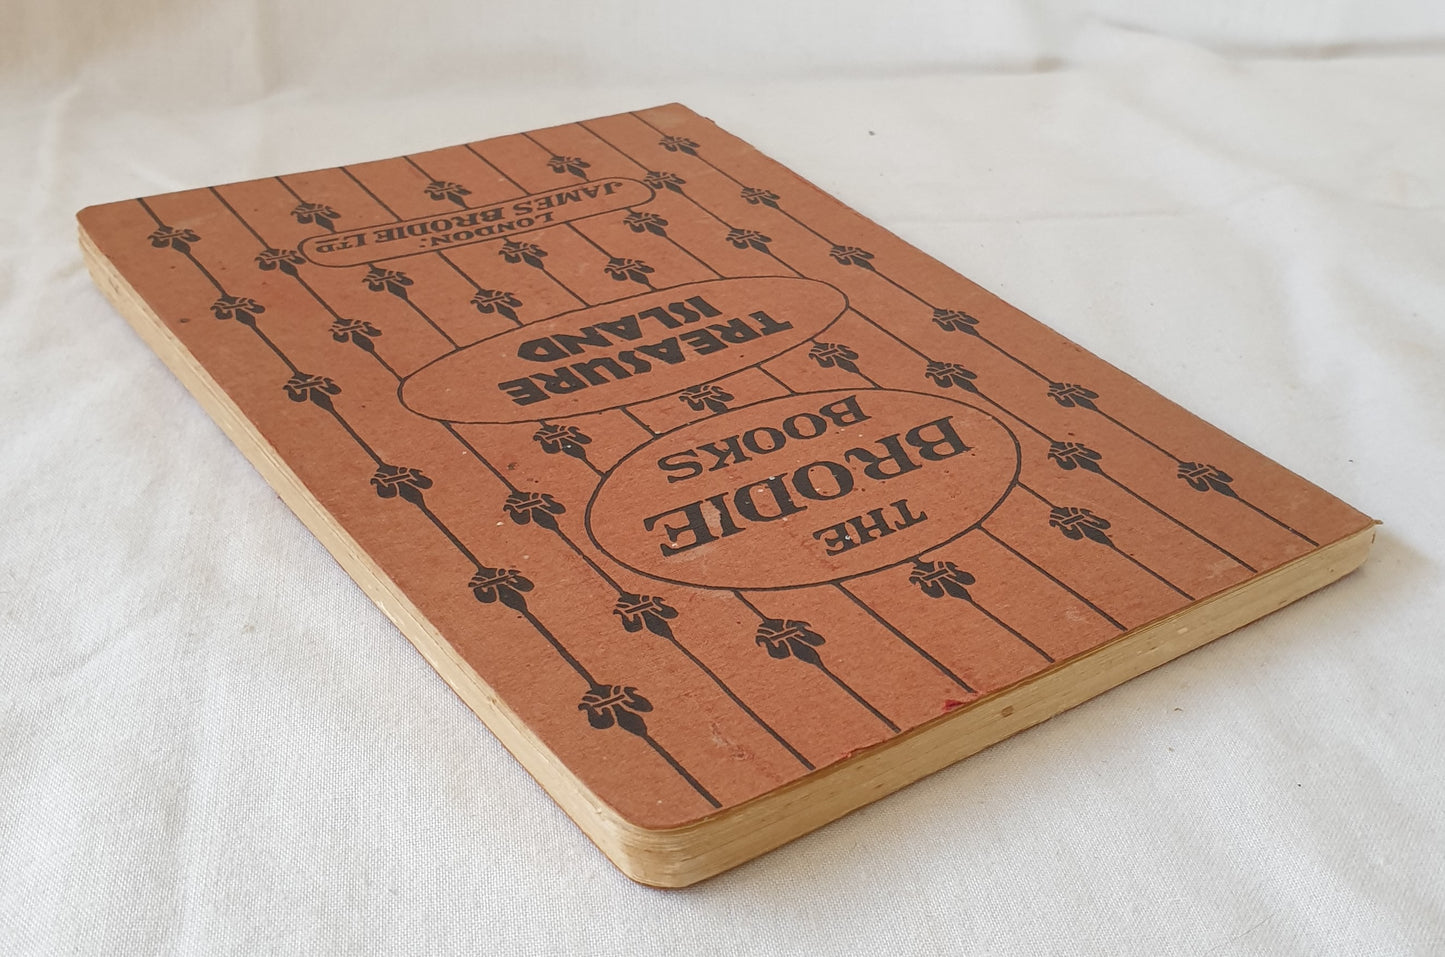 THE
BRODIE
BOOKS
TREASURE
ISLAND
LONDON:
JAMES BRODIE LTD